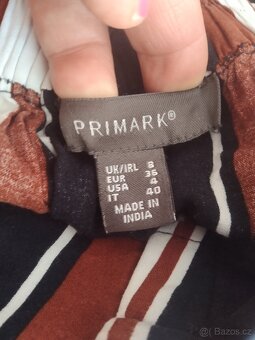 PRIMARK®
UK/IRL 8
EUR 36
USA 4
IT 40
MADE IN
INDIA
Bazos.cz